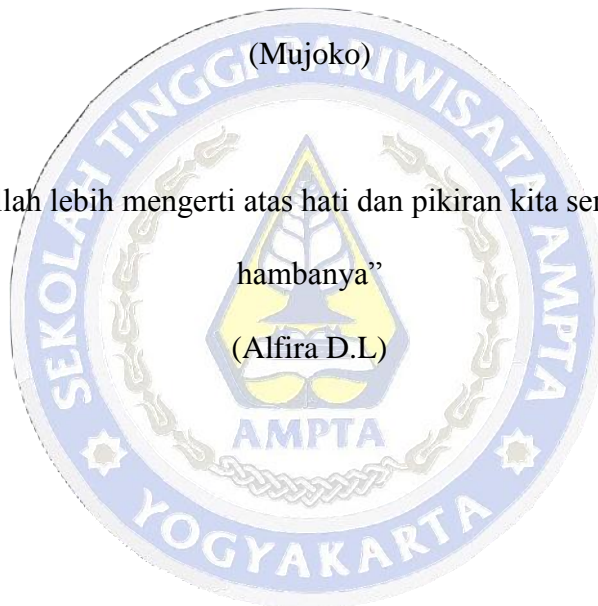 (Mujoko)
lah lebih mengerti atas hati dan pikiran kita
hambanya”
(Alfira D.L)
SEKOLAH TINGGI PARIWISATA AMPTA
AMPTA
YOGYAKARTA